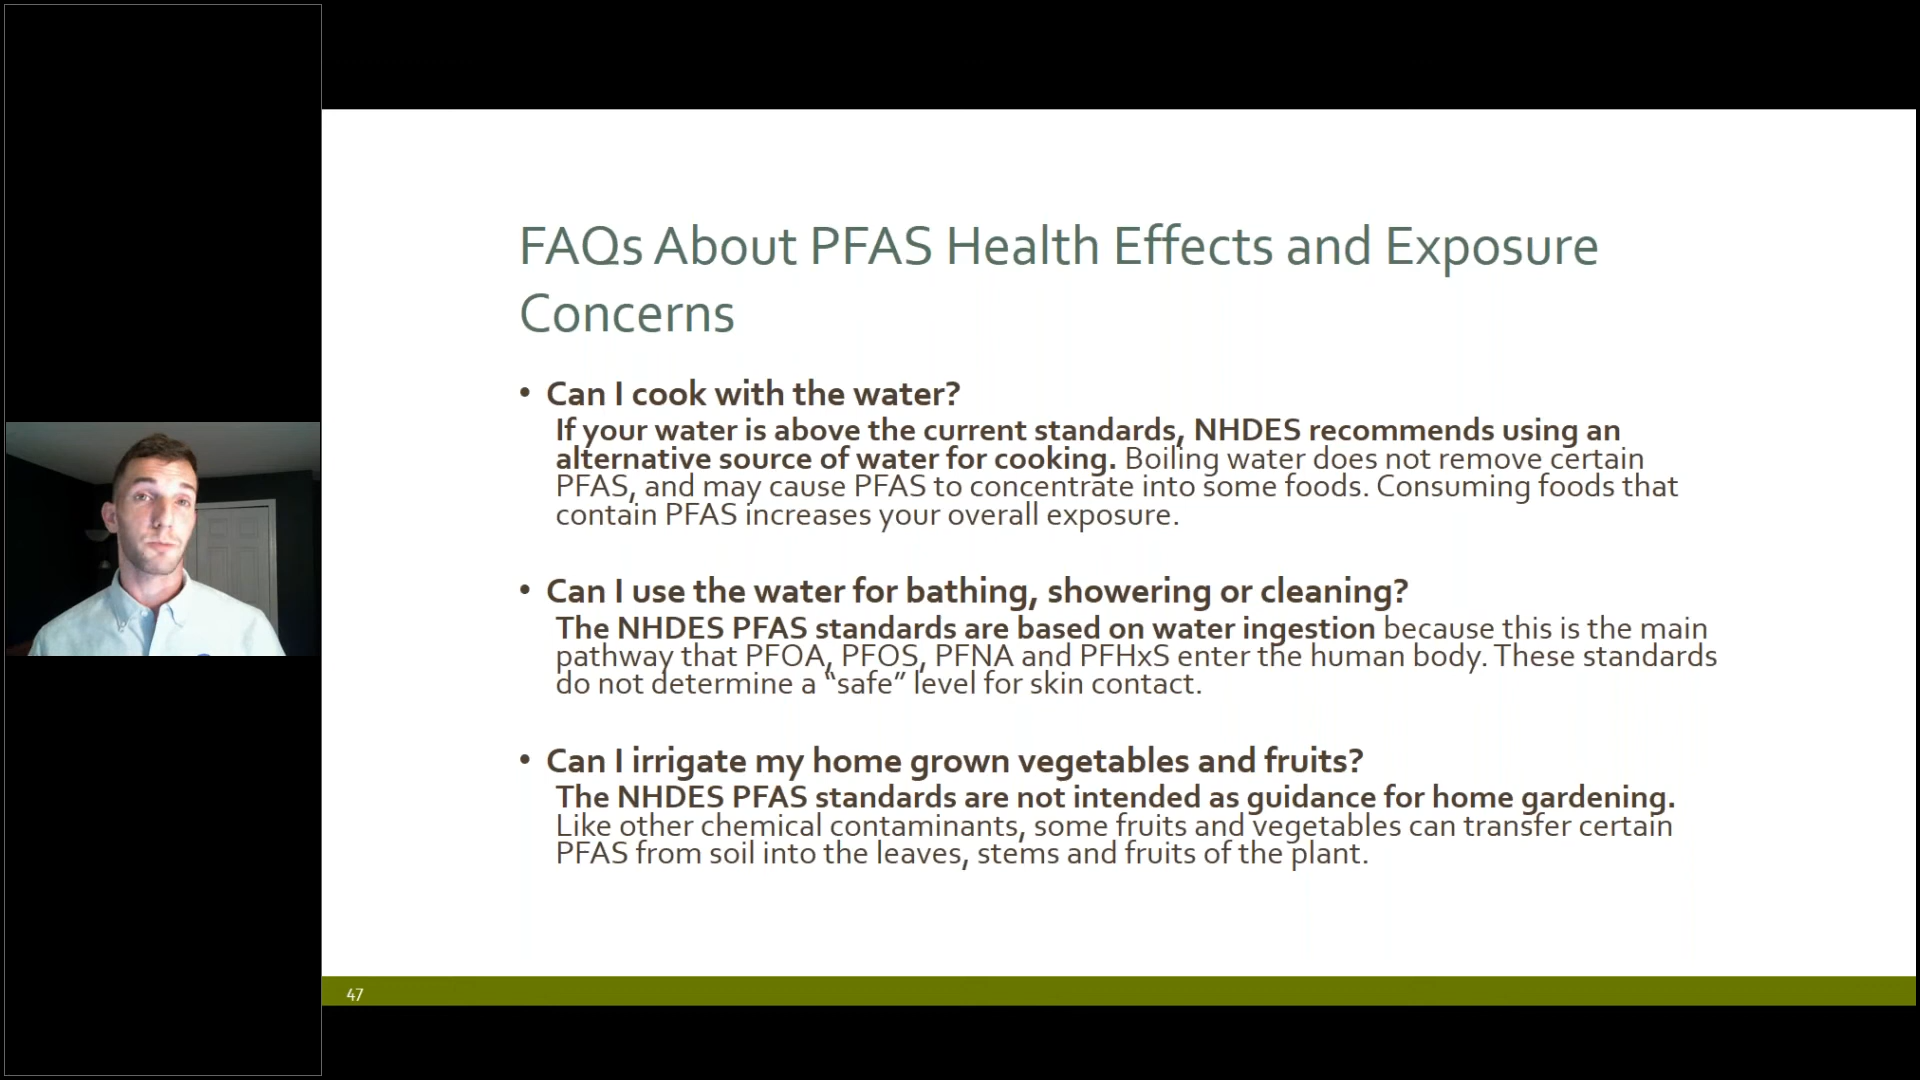 FAQs About PFAS Health Effects and Exposure
Concerns
• Can I cook with the water?
If your water is above the current standards, NHDES recommends using an
alternative source of water for cooking. Boiling water does not remove certain
PFAS, and may cause PFAS to concentrate into some foods. Consuming foods that
contain PFAS increases your overall exposure.
• Can I use the water for bathing, showering or cleaning?
The NHDES PFAS standards are based on water ingestion because this is the main
pathway that PFOA, PFOS, PFNA and PFHxS enter the human body. These standards
do not determine a “safe” level for skin contact.
• Can I irrigate my home grown vegetables and fruits?
The NHDES PFAS standards are not intended as guidance for home gardening.
Like other chemical contaminants, some fruits and vegetables can transfer certain
PFAS from soil into the leaves, stems and fruits of the plant.
47